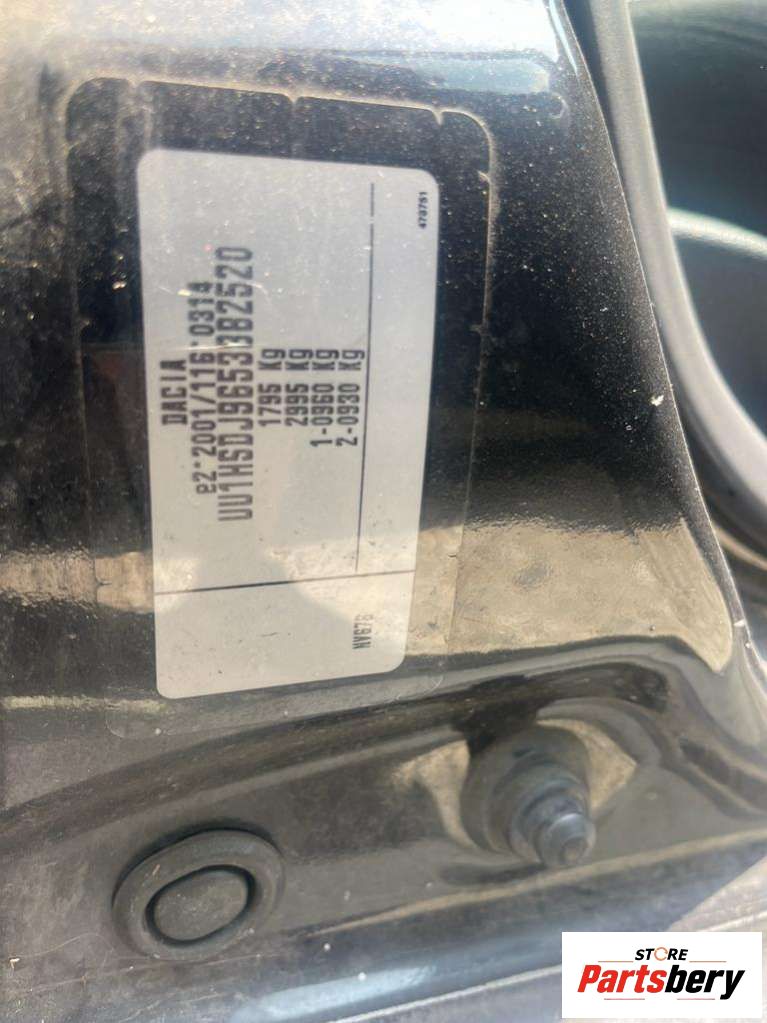 DACIA
e2*2001/116*0314
UU1HSDJ9653382520
1795 Kg
2995 Kg
1-0960 Kg
2-0930 Kg
NV676
478751
STORE
Partsbery